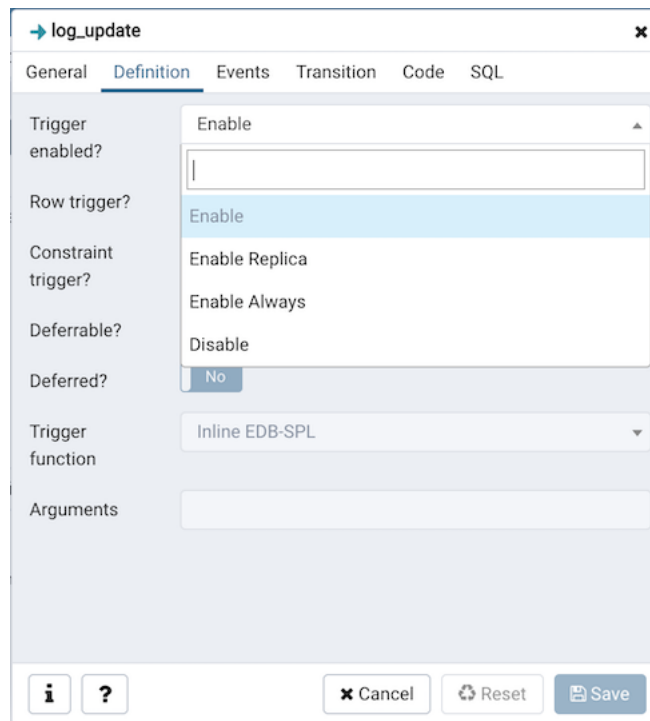 log_update
General Definition Events Transition Code SQL
Trigger
enabled?
Enable
Enable
Row trigger?
Enable Replica
Constraint
trigger?
Enable Always
Deferrable?
Disable
Deferred?
No
Trigger
function
Inline EDB-SPL
Arguments
i ? Cancel Reset Save